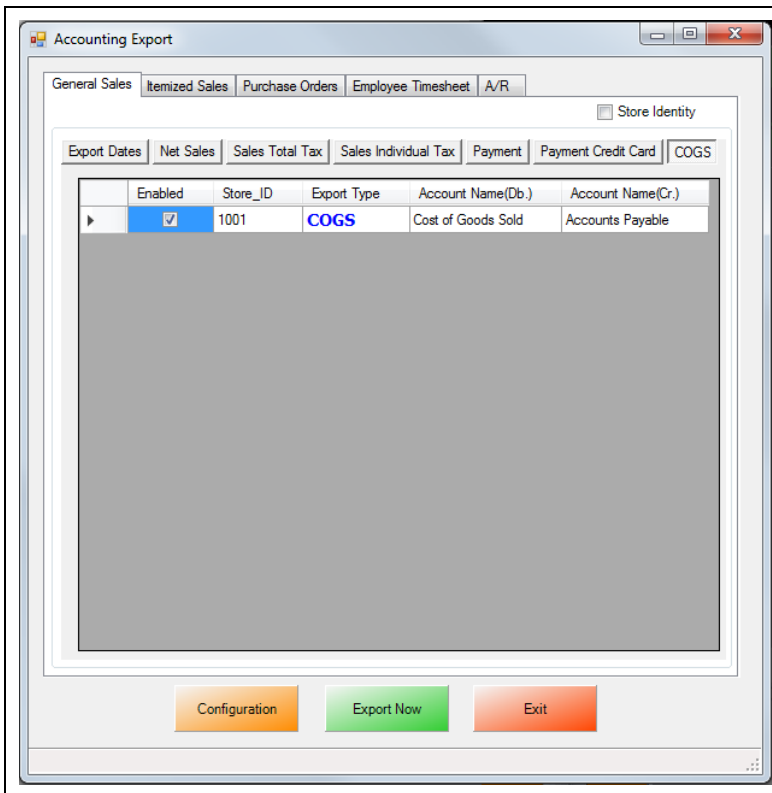 Accounting Export
General Sales Itemized Sales Purchase Orders Employee Timesheet A/R
Store Identity
Export Dates Net Sales Sales Total Tax Sales Individual Tax Payment Payment Credit Card COGS
Enabled Store_ID Export Type Account Name(Db.) Account Name(Cr.)
1001 COGS Cost of Goods Sold Accounts Payable
Configuration Export Now Exit